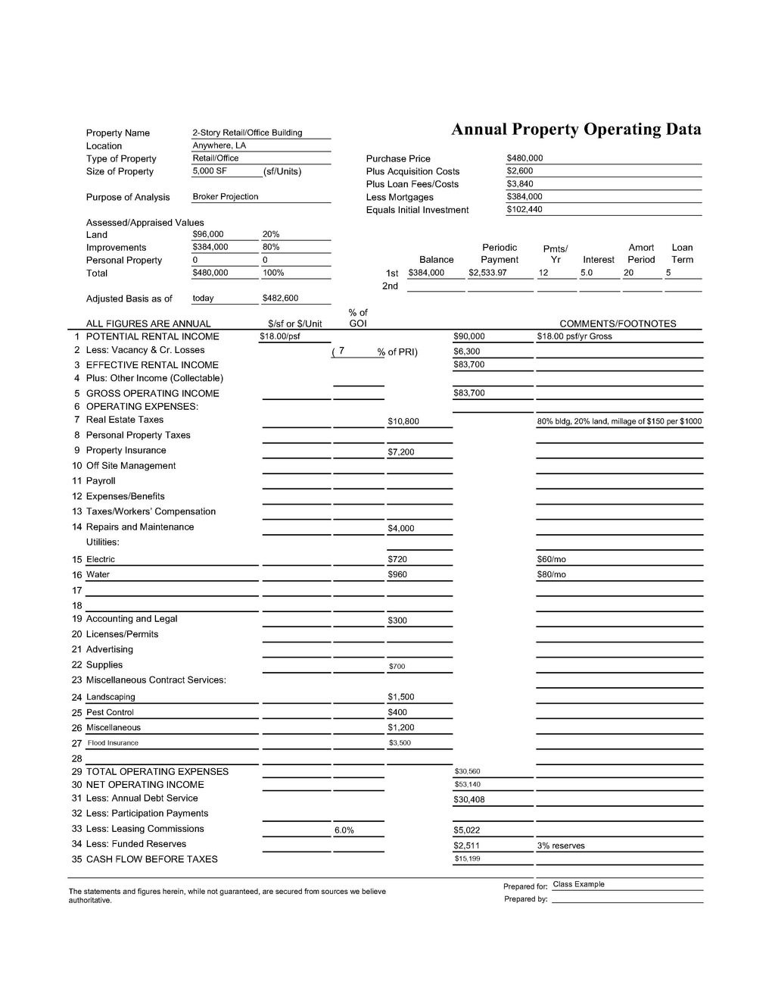 Annual Property Operating Data
Property Name 2-Story Retail/Office Building
Location Anywhere, LA
Type of Property Retail/Office
Size of Property 5,000 SF (sf/Units)
Purpose of Analysis Broker Projection
Purchase Price $480,000
Plus Acquisition Costs $2,600
Plus Loan Fees/Costs $3,840
Less Mortgages $384,000
Equals Initial Investment $102,440
Assessed/Appraised Values
Land $96,000 20%
Improvements $384,000 80%
Personal Property 0 0
Total $480,000 100%
Adjusted Basis as of today $482,600
Periodic Pmts/ Amort Loan
Balance Payment Yr Interest Period Term
1st $384,000 $2,533.97 12 5.0 20 5
2nd
% of
ALL FIGURES ARE ANNUAL $/sf or $/Unit GOI COMMENTS/FOOTNOTES
1 POTENTIAL RENTAL INCOME $18.00/psf $90,000 $18.00 psf/yr Gross
2 Less: Vacancy & Cr. Losses ( 7 % of PRI) $6,300
3 EFFECTIVE RENTAL INCOME $83,700
4 Plus: Other Income (Collectable)
5 GROSS OPERATING INCOME $83,700
6 OPERATING EXPENSES:
7 Real Estate Taxes $10,800 80% bldg, 20% land, millage of $150 per $1000
8 Personal Property Taxes
9 Property Insurance $7,200
10 Off Site Management
11 Payroll
12 Expenses/Benefits
13 Taxes/Workers' Compensation
14 Repairs and Maintenance $4,000
Utilities:
15 Electric $720 $60/mo
16 Water $960 $80/mo
17
18
19 Accounting and Legal $300
20 Licenses/Permits
21 Advertising
22 Supplies $700
23 Miscellaneous Contract Services:
24 Landscaping $1,500
25 Pest Control $400
26 Miscellaneous $1,200
27 Flood Insurance $3,500
28
29 TOTAL OPERATING EXPENSES $30,560
30 NET OPERATING INCOME $53,140
31 Less: Annual Debt Service $30,408
32 Less: Participation Payments
33 Less: Leasing Commissions 6.0% $5,022
34 Less: Funded Reserves $2,511 3% reserves
35 CASH FLOW BEFORE TAXES $15,199
The statements and figures herein, while not guaranteed, are secured from sources we believe
authoritative.
Prepared for: Class Example
Prepared by: